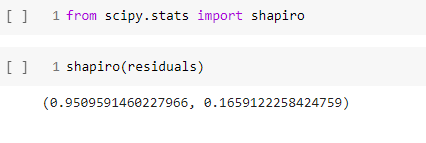 [ ] 1 from scipy.stats import shapiro
[ ] 1 shapiro(residuals)
(0.9509591460227966, 0.1659122258424759)